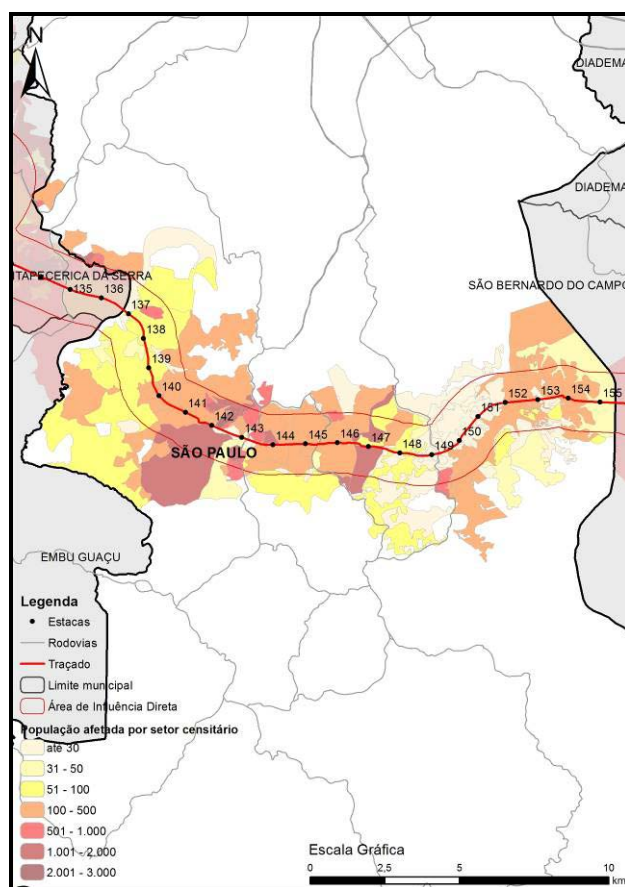 N
DIADEMA
DIADEMA
ITAPECERICA DA SERRA
SÃO BERNARDO DO CAMPO
135
136
137
138
139
140
141
142
143
144
145
146
147
148
149
150
151
152
153
154
155
SÃO PAULO
EMBU GUAÇU
Legenda
Estacas
Rodovias
Traçado
Limite municipal
Área de Influência Direta
População afetada por setor censitário
até 30
31 - 50
51 - 100
100 - 500
501 - 1.000
1.001 - 2.000
2.001 - 3.000
Escala Gráfica
0 2,5 5 10
km